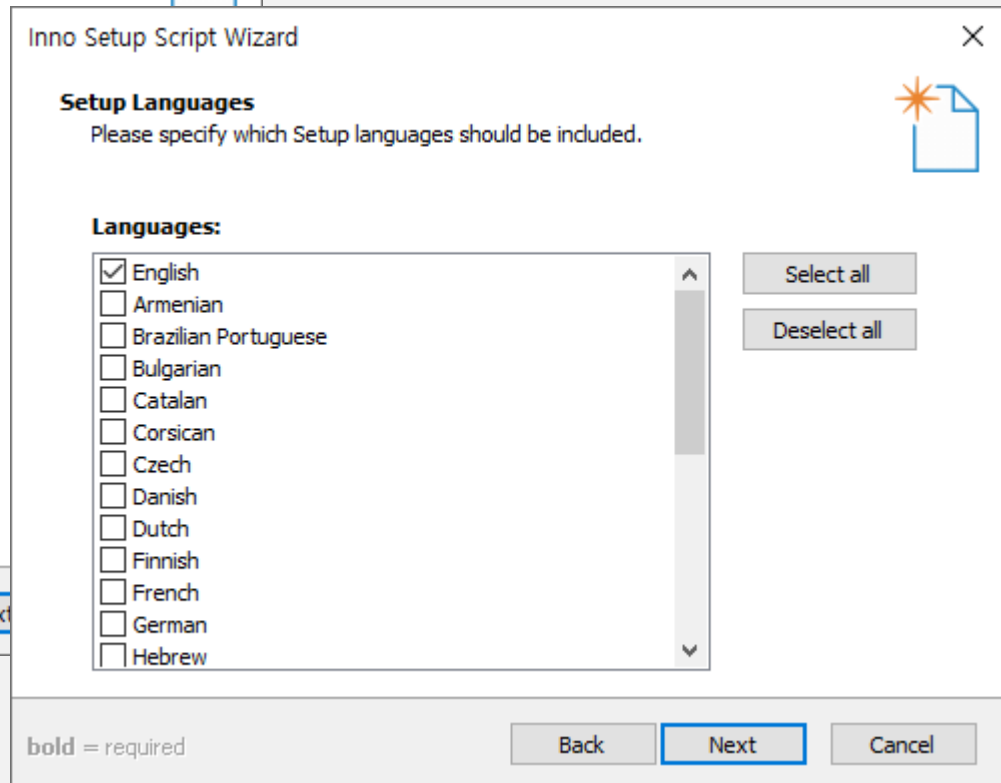 Inno Setup Script Wizard
Setup Languages
Please specify which Setup languages should be included.
Languages:
English
Armenian
Brazilian Portuguese
Bulgarian
Catalan
Corsican
Czech
Danish
Dutch
Finnish
French
German
Hebrew
Select all
Deselect all
bold = required
Back
Next
Cancel